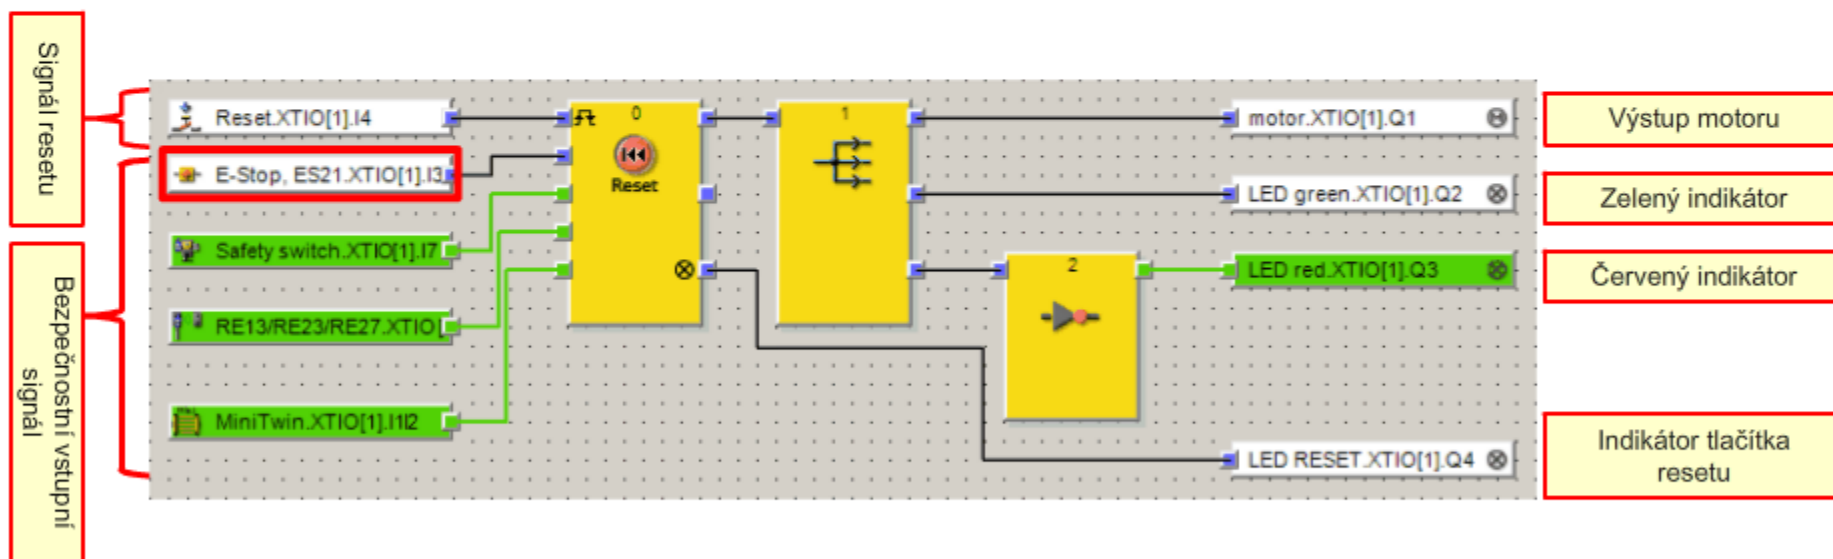 Signál resetu
Bezpečnostní vstupní
signál
Reset.XTIO[1].I4
E-Stop, ES21.XTIO[1].I3
Safety switch.XTIO[1].I7
RE13/RE23/RE27.XTIO[
MiniTwin.XTIO[1].I1I2
0
Reset
1
2
motor.XTIO[1].Q1
LED green.XTIO[1].Q2
LED red.XTIO[1].Q3
LED RESET.XTIO[1].Q4
Výstup motoru
Zelený indikátor
Červený indikátor
Indikátor tlačítka
resetu